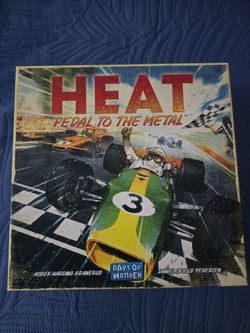 HEAT
PEDAL TO THE METAL
3
DAYS OF
WONDER
ASGER HARDING GRANERUD
DANIEL SKJOLD PEDERSEN